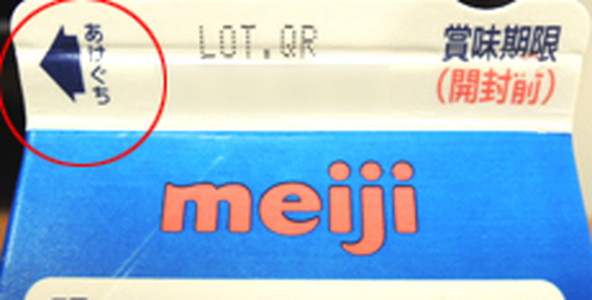 あけぐち
LOT.QR
賞味期限
(開封前)
meiji